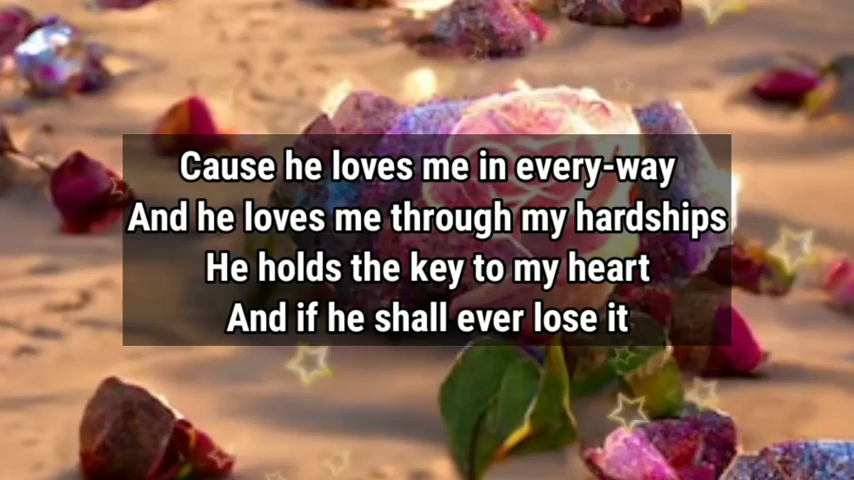 Cause he loves me in every-way
And he loves me through my hardships
He holds the key to my heart
And if he shall ever lose it